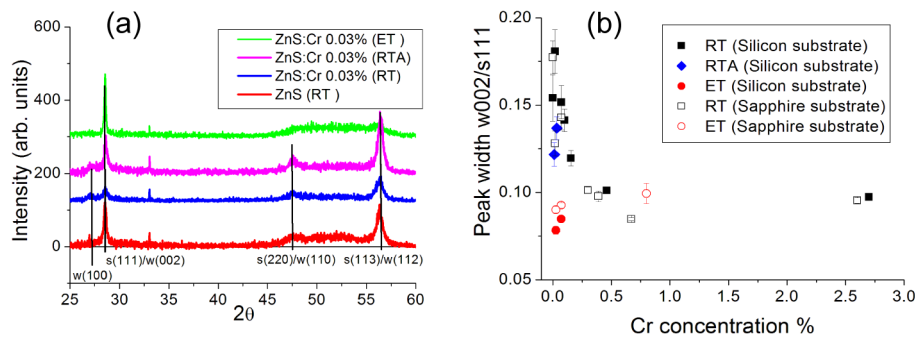 (a)
ZnS:Cr 0.03% (ET )
ZnS:Cr 0.03% (RTA)
ZnS:Cr 0.03% (RT)
ZnS (RT )
Intensity (arb. units)
600
400
200
0
w(100)
s(111)/w(002)
s(220)/w(110)
s(113)/w(112)
25 30 35 40 45 50 55 60
2θ
(b)
RT (Silicon substrate)
RTA (Silicon substrate)
ET (Silicon substrate)
RT (Sapphire substrate)
ET (Sapphire substrate)
Peak width w002/s111
0.20
0.15
0.10
0.05
0.0 0.5 1.0 1.5 2.0 2.5 3.0
Cr concentration %